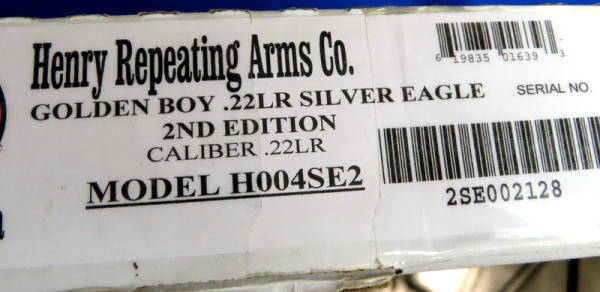 Henry Repeating Arms Co.
GOLDEN BOY .22LR SILVER EAGLE
2ND EDITION
CALIBER .22LR
MODEL H004SE2
6 19835 01639 3
SERIAL NO.
2SE002128